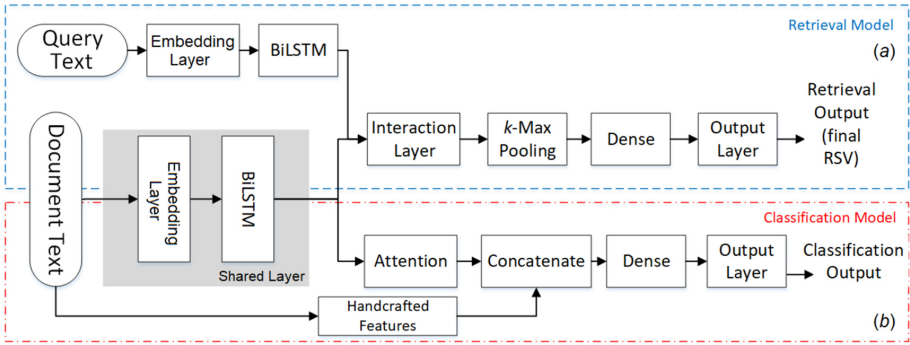 Retrieval Model
(a)
Query
Text
Embedding
Layer
BiLSTM
Interaction
Layer
k-Max
Pooling
Dense
Output
Layer
Retrieval
Output
(final
RSV)
Document Text
Embedding
Layer
BiLSTM
Shared Layer
Classification Model
Attention
Concatenate
Dense
Output
Layer
Classification
Output
Handcrafted
Features
(b)